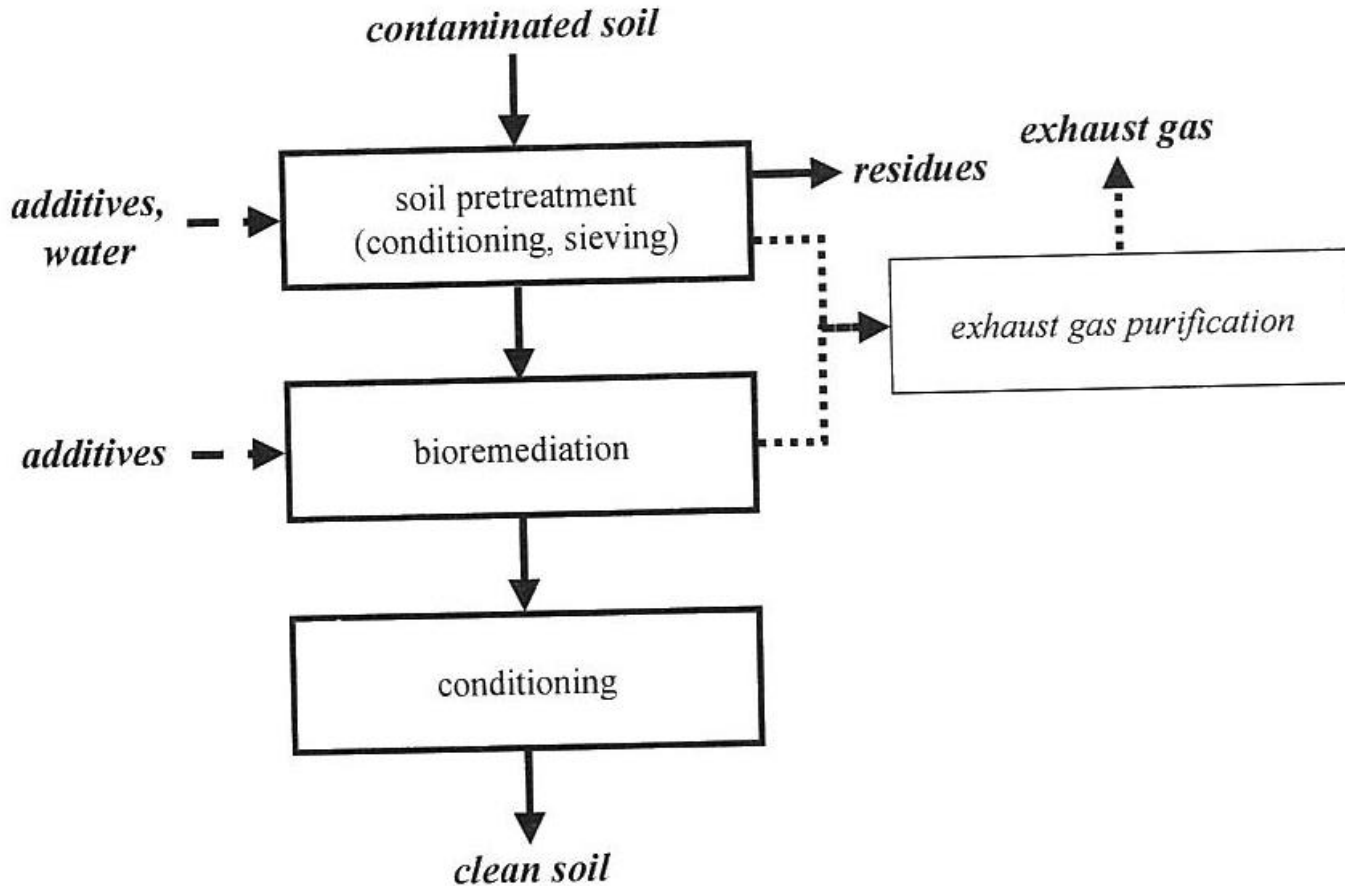 contaminated soil
exhaust gas
residues
soil pretreatment
(conditioning, sieving)
additives,
water
exhaust gas purification
bioremediation
additives
conditioning
clean soil